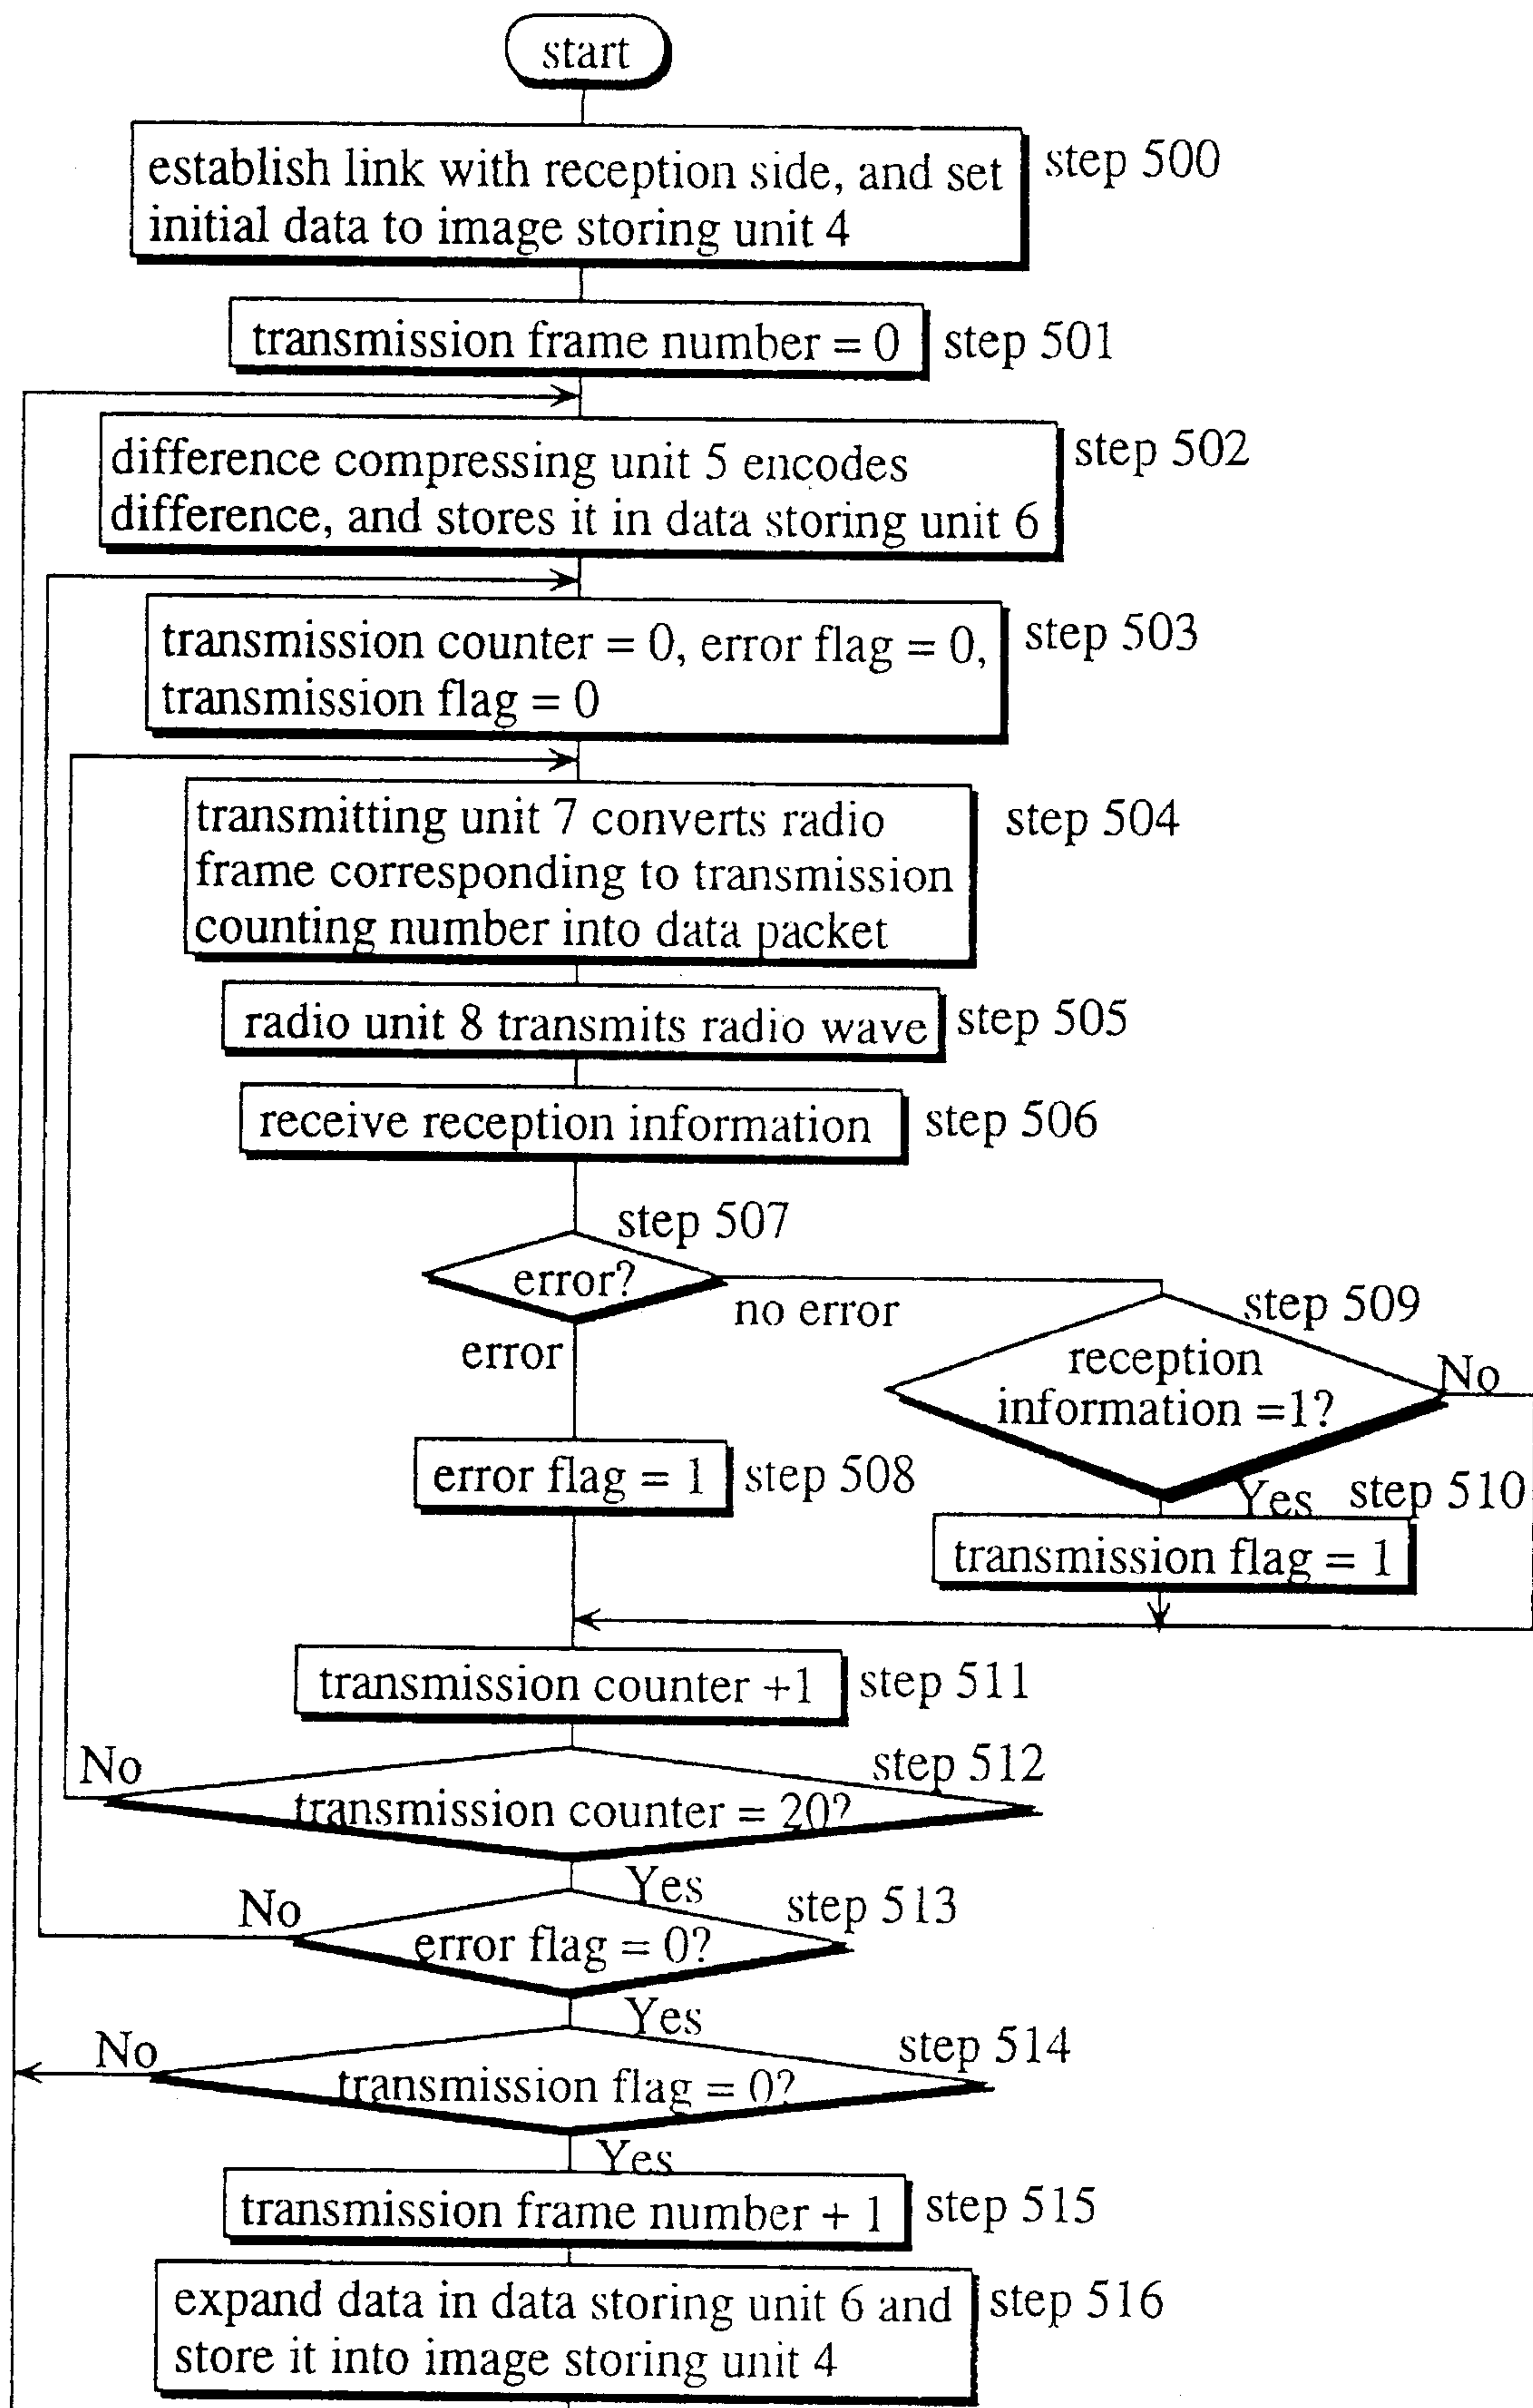 start
establish link with reception side, and set
initial data to image storing unit 4
step 500
transmission frame number = 0
step 501
difference compressing unit 5 encodes
difference, and stores it in data storing unit 6
step 502
transmission counter = 0, error flag = 0,
transmission flag = 0
step 503
transmitting unit 7 converts radio
frame corresponding to transmission
counting number into data packet
step 504
radio unit 8 transmits radio wave
step 505
receive reception information
step 506
step 507
error?
no error
error
step 509
reception
information =1?
No
error flag = 1
step 508
Yes
step 510
transmission flag = 1
transmission counter +1
step 511
No
step 512
transmission counter = 20?
Yes
No
step 513
error flag = 0?
Yes
No
step 514
transmission flag = 0?
Yes
transmission frame number + 1
step 515
expand data in data storing unit 6 and
store it into image storing unit 4
step 516